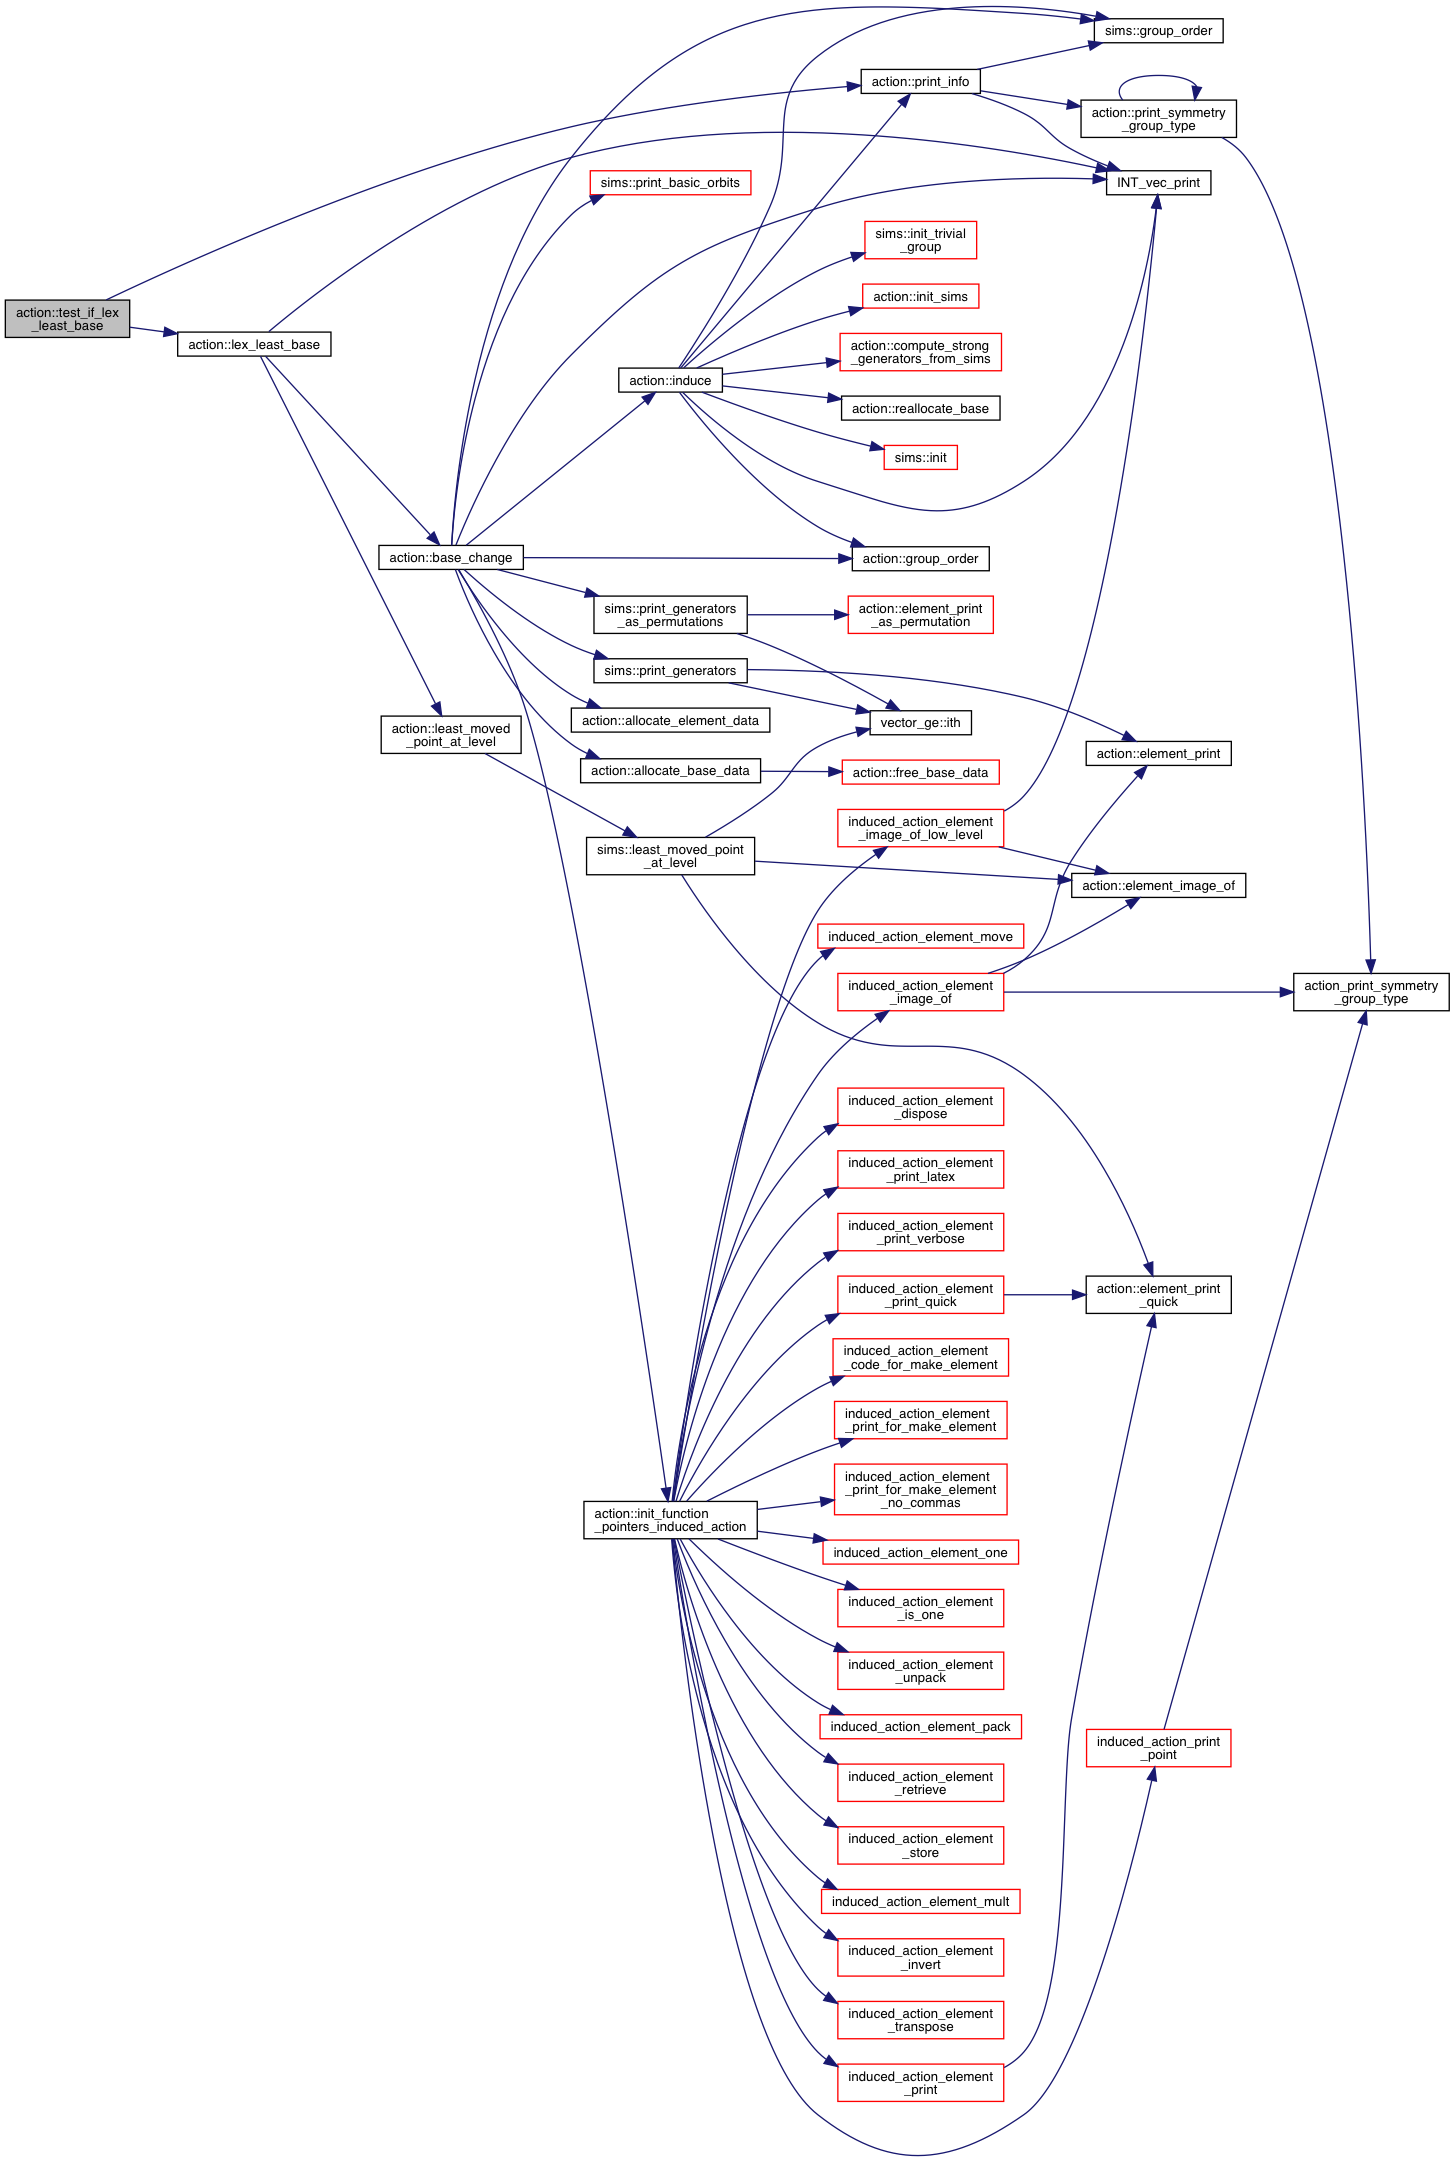 sims::group_order
action::print_info
action::print_symmetry
_group_type
INT_vec_print
sims::print_basic_orbits
sims::init_trivial
_group
action::init_sims
action::test_if_lex
_least_base
action::lex_least_base
action::compute_strong
_generators_from_sims
action::induce
action::reallocate_base
sims::init
action::base_change
action::group_order
sims::print_generators
_as_permutations
action::element_print
_as_permutation
sims::print_generators
action::allocate_element_data
vector_ge::ith
action::least_moved
_point_at_level
action::element_print
action::allocate_base_data
action::free_base_data
induced_action_element
_image_of_low_level
sims::least_moved_point
_at_level
action::element_image_of
induced_action_element_move
induced_action_element
_image_of
action_print_symmetry
_group_type
induced_action_element
_dispose
induced_action_element
_print_latex
induced_action_element
_print_verbose
induced_action_element
_print_quick
action::element_print
_quick
induced_action_element
_code_for_make_element
induced_action_element
_print_for_make_element
induced_action_element
_print_for_make_element
_no_commas
action::init_function
_pointers_induced_action
induced_action_element_one
induced_action_element
_is_one
induced_action_element
_unpack
induced_action_element_pack
induced_action_print
_point
induced_action_element
_retrieve
induced_action_element
_store
induced_action_element_mult
induced_action_element
_invert
induced_action_element
_transpose
induced_action_element
_print